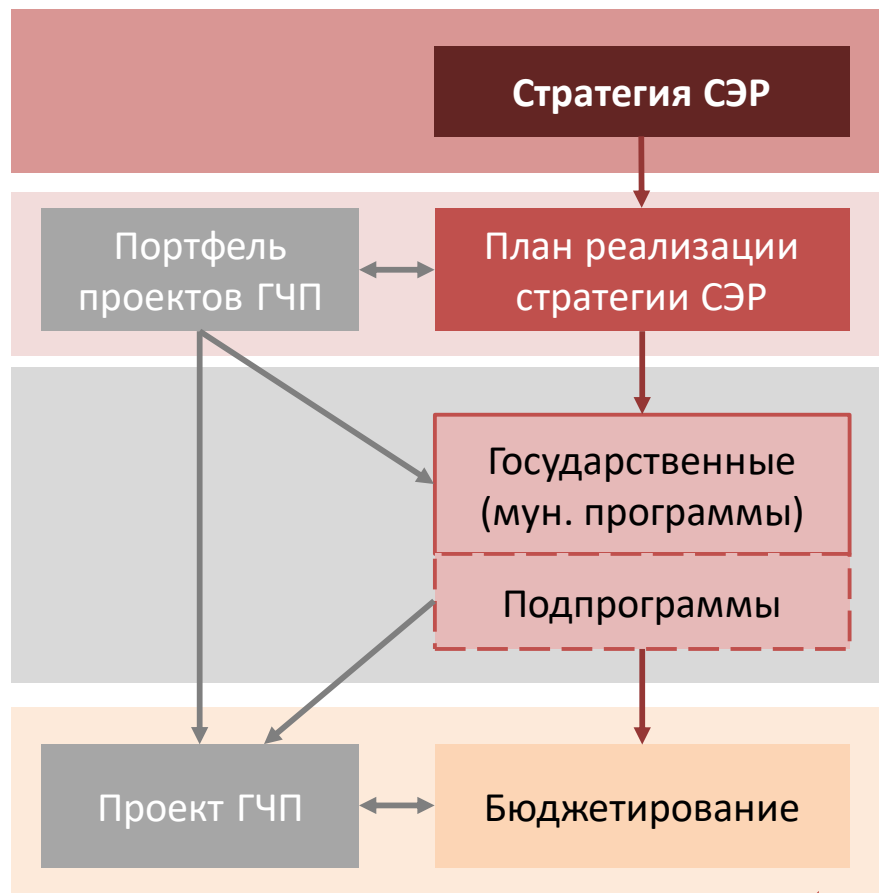 Стратегия СЭР
Портфель
проектов ГЧП
План реализации
стратегии СЭР
Государственные
(мун. программы)
Подпрограммы
Проект ГЧП
Бюджетирование